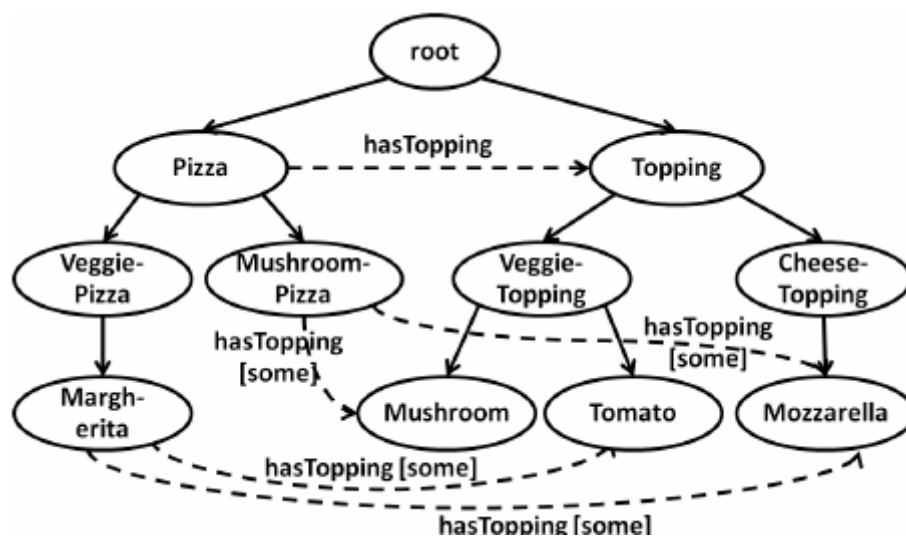 root
hasTopping
Pizza
Topping
Veggie-
Pizza
Mushroom-
Pizza
Veggie-
Topping
Cheese-
Topping
hasTopping
[some]
hasTopping
[some]
Margh-
erita
Mushroom
Tomato
Mozzarella
hasTopping [some]
hasTopping [some]